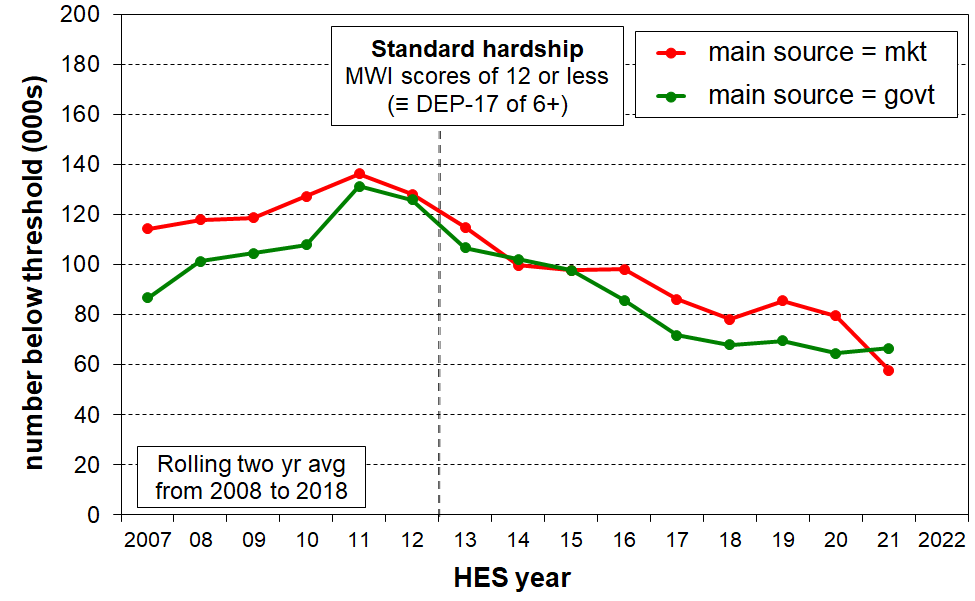 200
180
160
140
120
100
80
60
40
20
0
number below threshold (000s)
Standard hardship
MWI scores of 12 or less
(≡ DEP-17 of 6+)
main source = mkt
main source = govt
Rolling two yr avg
from 2008 to 2018
2007 08 09 10 11 12 13 14 15 16 17 18 19 20 21 2022
HES year